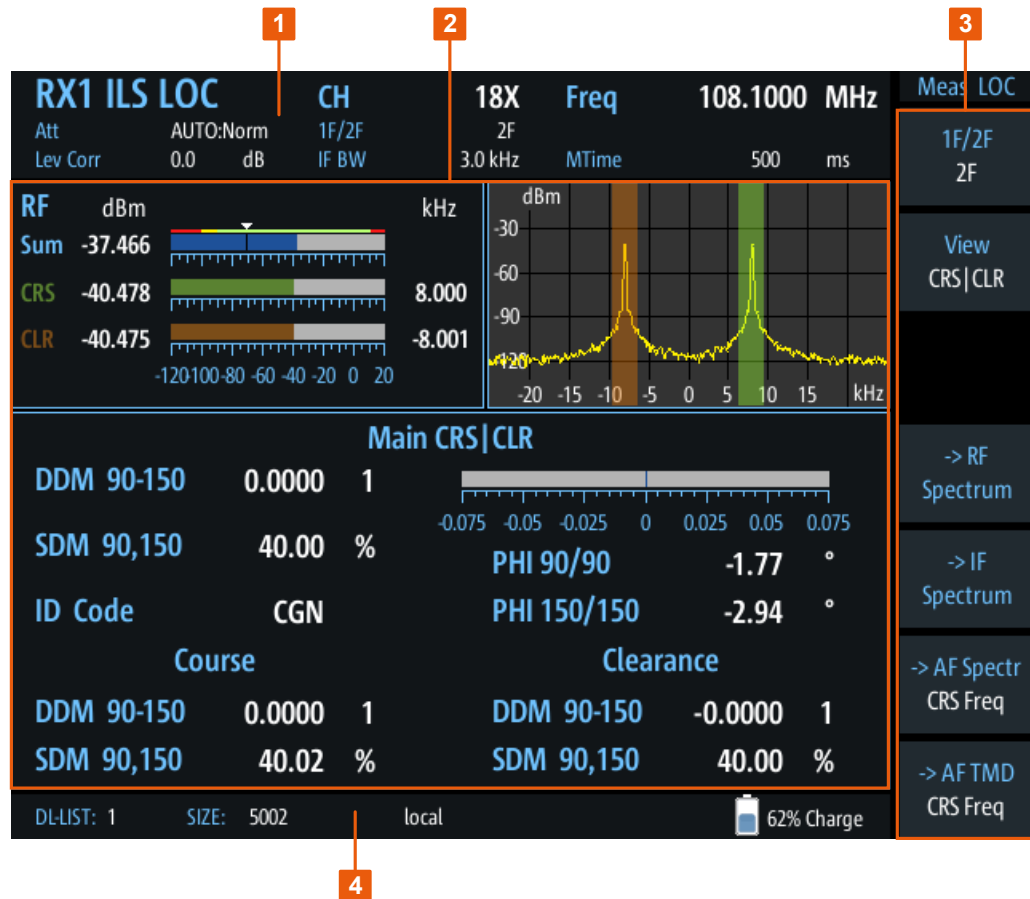 1 2 3
RX1 ILS LOC CH 18X Freq 108.1000 MHz
Att AUTO:Norm 1F/2F 2F
Lev Corr 0.0 dB IF BW 3.0 kHz MTime 500 ms
RF dBm kHz
Sum -37.466
CRS -40.478 8.000
CLR -40.475 -8.001
-120 100 -80 -60 -40 -20 0 20
dBm
-30
-60
-90
-120
-20 -15 -10 -5 0 5 10 15 kHz
Main CRS|CLR
DDM 90-150 0.0000 1
-0.075 -0.05 -0.025 0 0.025 0.05 0.075
SDM 90,150 40.00 %
PHI 90/90 -1.77 °
ID Code CGN
PHI 150/150 -2.94 °
Course
DDM 90-150 0.0000 1
SDM 90,150 40.02 %
Clearance
DDM 90-150 -0.0000 1
SDM 90,150 40.00 %
DL-LIST: 1 SIZE: 5002 local 62% Charge
Meas LOC
1F/2F
2F
View
CRS|CLR
-> RF
Spectrum
-> IF
Spectrum
-> AF Spectr
CRS Freq
-> AF TMD
CRS Freq
4